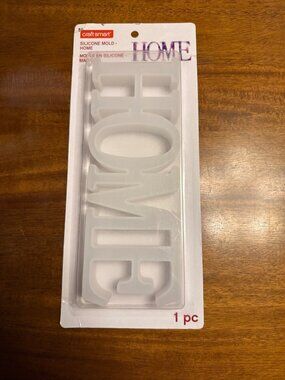 craft smart
SILICONE MOLD -
HOME
MOULE EN SILICONE -
HOME
HOME
1 pc